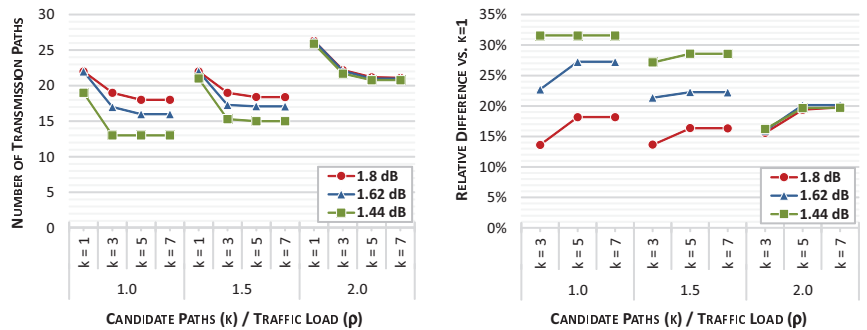 NUMBER OF TRANSMISSION PATHS
30
25
20
15
10
5
0
1.8 dB
1.62 dB
1.44 dB
k = 1
k = 3
k = 5
k = 7
k = 1
k = 3
k = 5
k = 7
k = 1
k = 3
k = 5
k = 7
1.0
1.5
2.0
CANDIDATE PATHS (K) / TRAFFIC LOAD (ρ)
RELATIVE DIFFERENCE VS. K=1
35%
30%
25%
20%
15%
10%
5%
0%
1.8 dB
1.62 dB
1.44 dB
k = 3
k = 5
k = 7
k = 3
k = 5
k = 7
k = 3
k = 5
k = 7
1.0
1.5
2.0
CANDIDATE PATHS (K) / TRAFFIC LOAD (ρ)